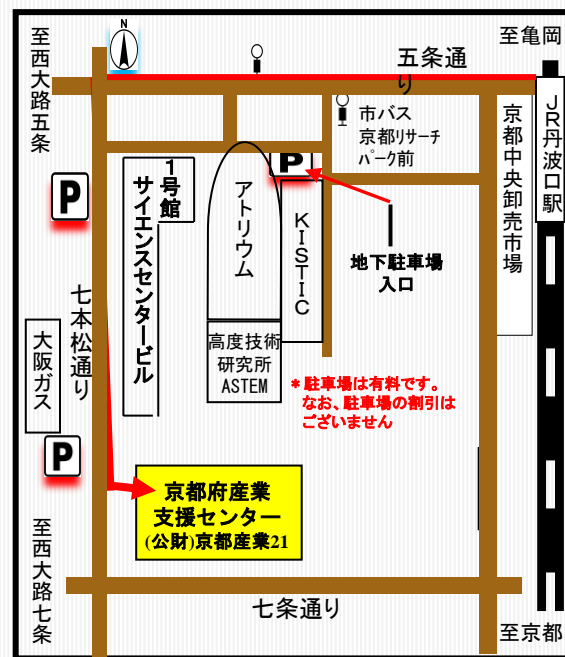 至西大路五条
N
五条通り
至亀岡
市バス
京都リサーチ
パーク前
京都中央卸売市場
JR丹波口駅
P
P
1号館
サイエンスセンタービル
アトリウム
KISTIC
地下駐車場
入口
七本松通り
大阪ガス
高度技術
研究所
ASTEM
*駐車場は有料です。
なお、駐車場の割引は
ございません
P
京都府産業
支援センター
(公財)京都産業21
至西大路七条
七条通り
至京都